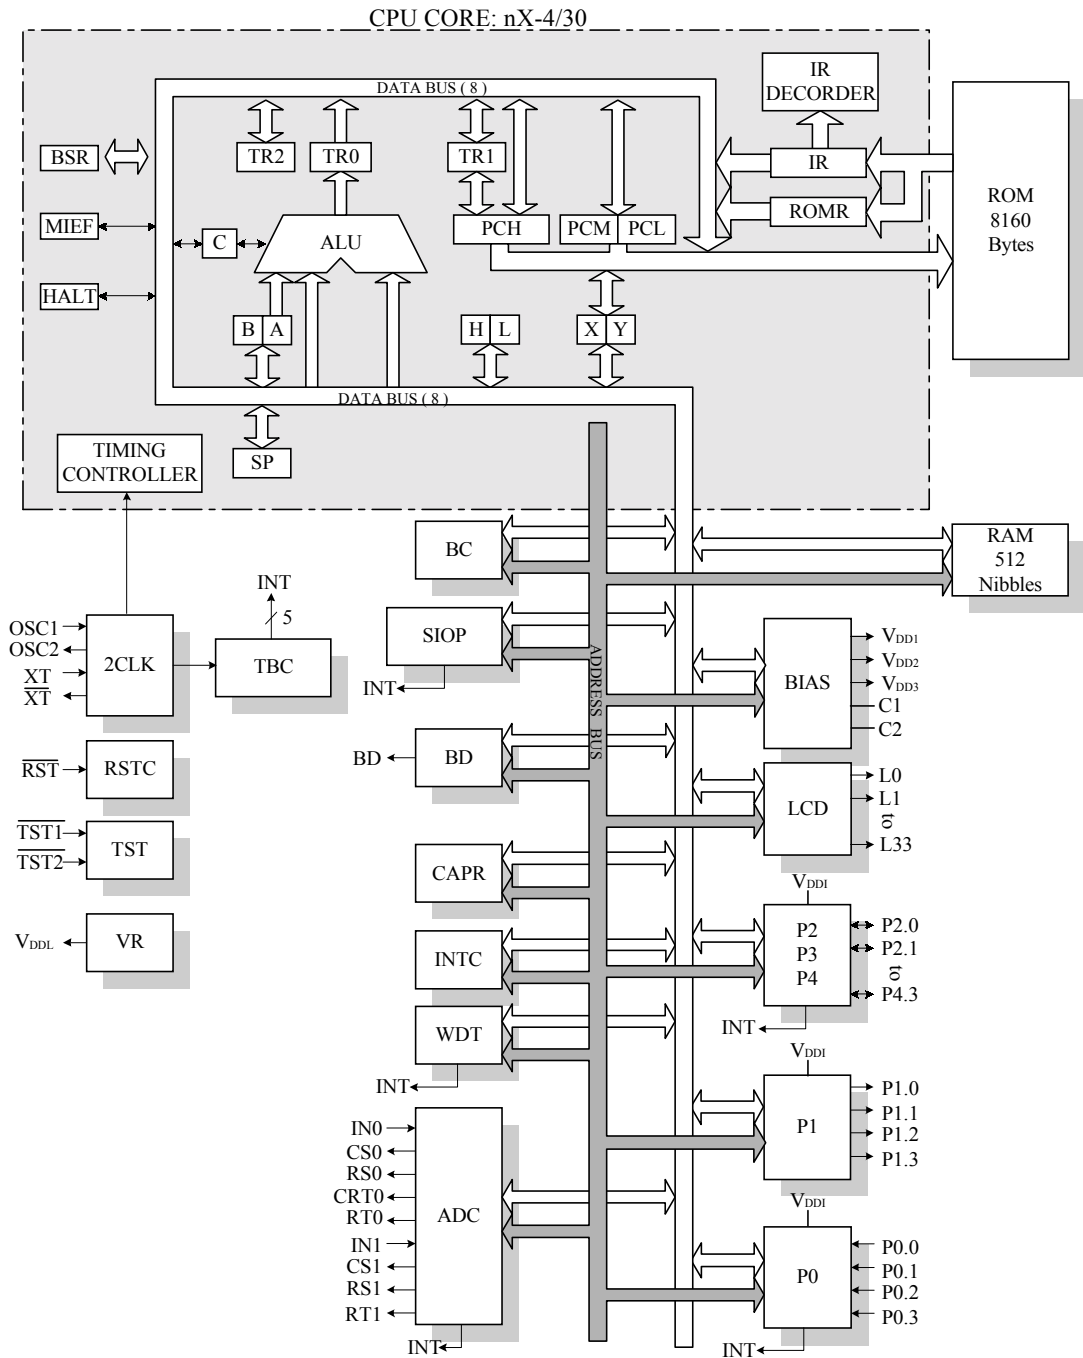 CPU CORE: nX-4/30
DATA BUS ( 8 )
IR
DECORDER
BSR
TR2
TR0
TR1
IR
ROM
8160
Bytes
MIEF
C
ALU
PCH
PCM
PCL
ROMR
HALT
B
A
H
L
X
Y
DATA BUS ( 8 )
TIMING
CONTROLLER
SP
ADDRESS BUS
BC
RAM
512
Nibbles
INT
5
OSC1
OSC2
XT
XT
2CLK
TBC
SIOP
INT
BIAS
VDD1
VDD2
VDD3
C1
C2
RST
RSTC
BD
BD
LCD
L0
L1
to
L33
TST1
TST2
TST
CAPR
VDDL
VR
INTC
VDDI
P2
P3
P4
P2.0
P2.1
to
P4.3
INT
WDT
INT
VDDI
P1
P1.0
P1.1
P1.2
P1.3
IN0
CS0
RS0
CRT0
RT0
IN1
CS1
RS1
RT1
ADC
INT
VDDI
P0
P0.0
P0.1
P0.2
P0.3
INT